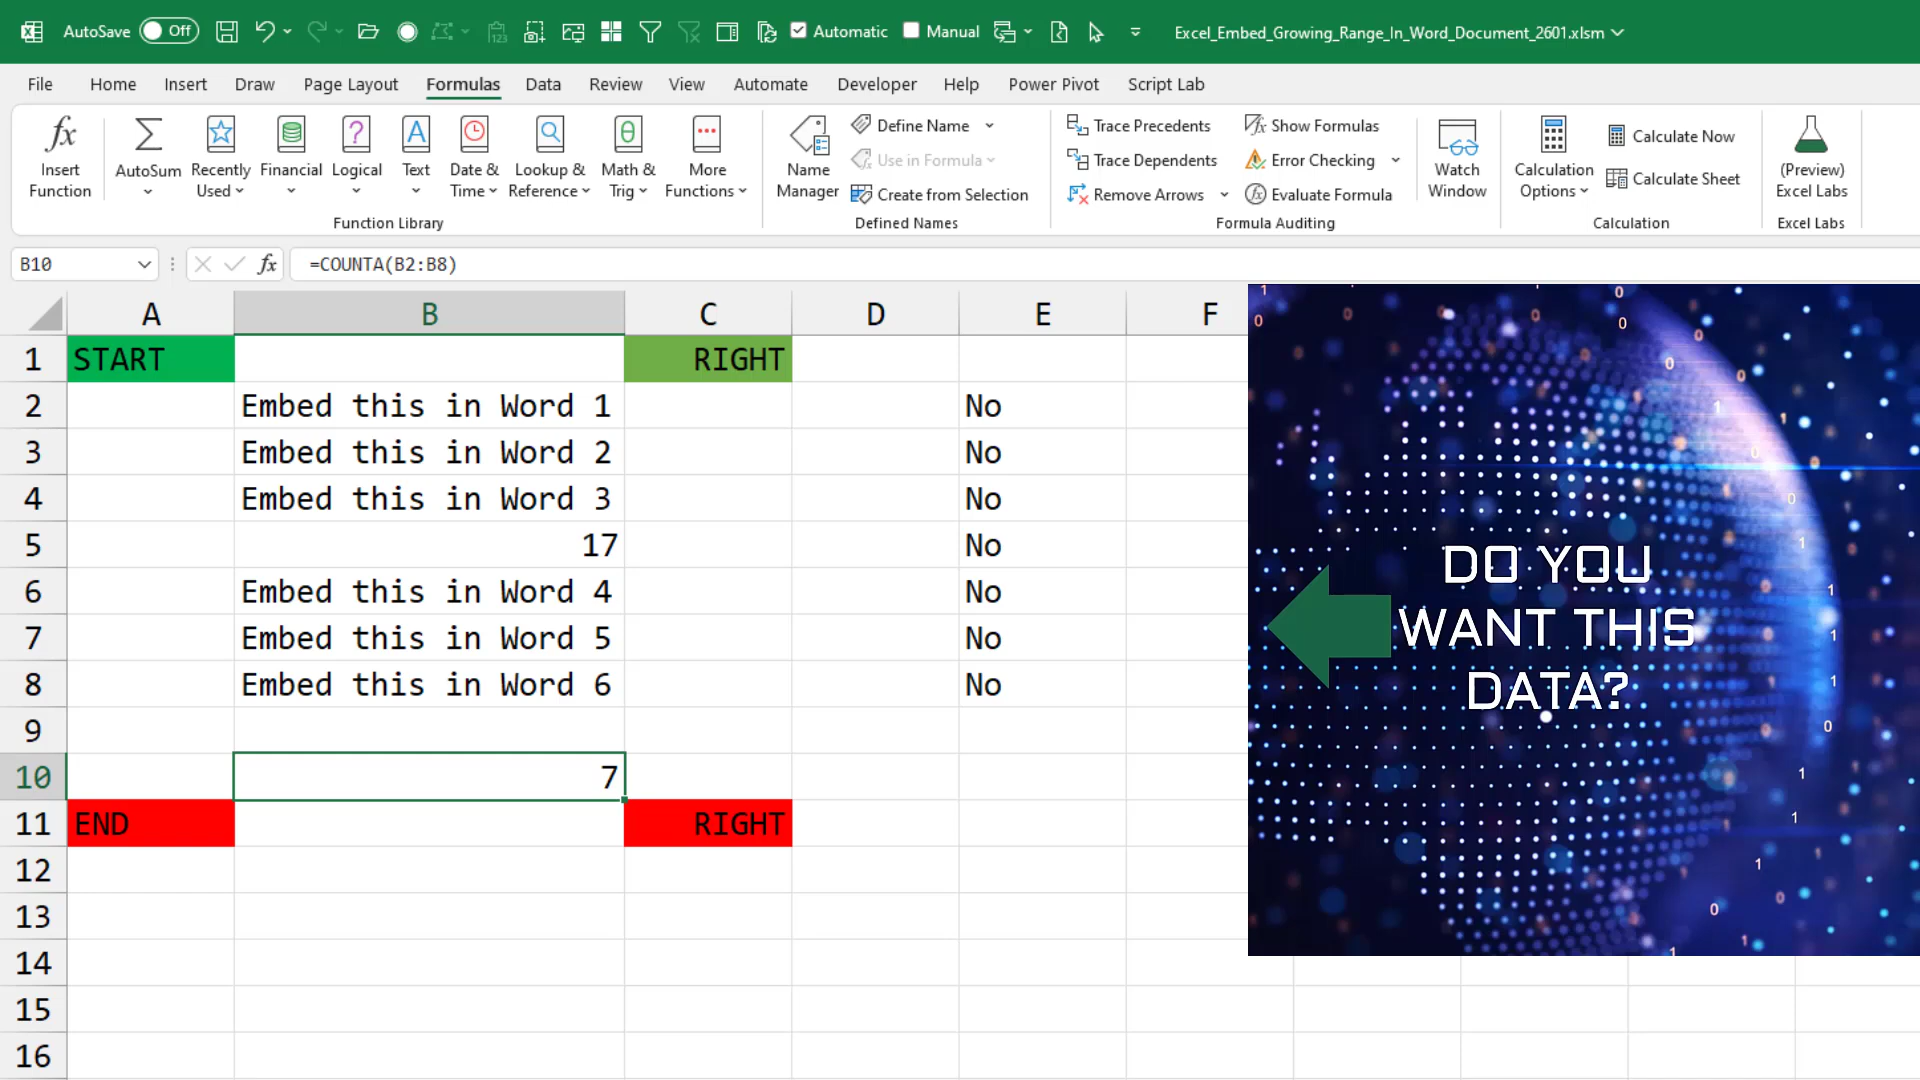 AutoSave Off Automatic Manual Excel_Embed_Growing_Range_In_Word_Document_2601.xlsm
File Home Insert Draw Page Layout Formulas Data Review View Automate Developer Help Power Pivot Script Lab
Insert Function
AutoSum
Recently Used
Financial
Logical
Text
Date & Time
Lookup & Reference
Math & Trig
More Functions
Function Library
Name Manager
Define Name
Use in Formula
Create from Selection
Defined Names
Trace Precedents
Trace Dependents
Remove Arrows
Show Formulas
Error Checking
Evaluate Formula
Formula Auditing
Watch Window
Calculation Options
Calculate Now
Calculate Sheet
Calculation
(Preview) Excel Labs
Excel Labs
B10 fx =COUNTA(B2:B8)
A B C D E F
1 START RIGHT
2 Embed this in Word 1 No
3 Embed this in Word 2 No
4 Embed this in Word 3 No
5 17 No
6 Embed this in Word 4 No
7 Embed this in Word 5 No
8 Embed this in Word 6 No
9
10 7
11 END RIGHT
12
13
14
15
16
DO YOU
WANT THIS
DATA?